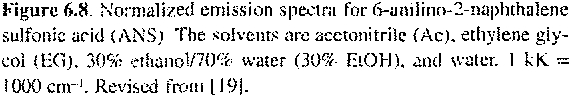 Figure 6.8. Normalized emission spectra for 6-anilino-2-naphthalene
sulfonic acid (ANS) The solvents are acetonitrile (Ac), ethylene gly-
col (EG), 30% ethanol/70% water (30% EtOH), and water. 1 kK =
1000 cm⁻¹. Revised from [19].